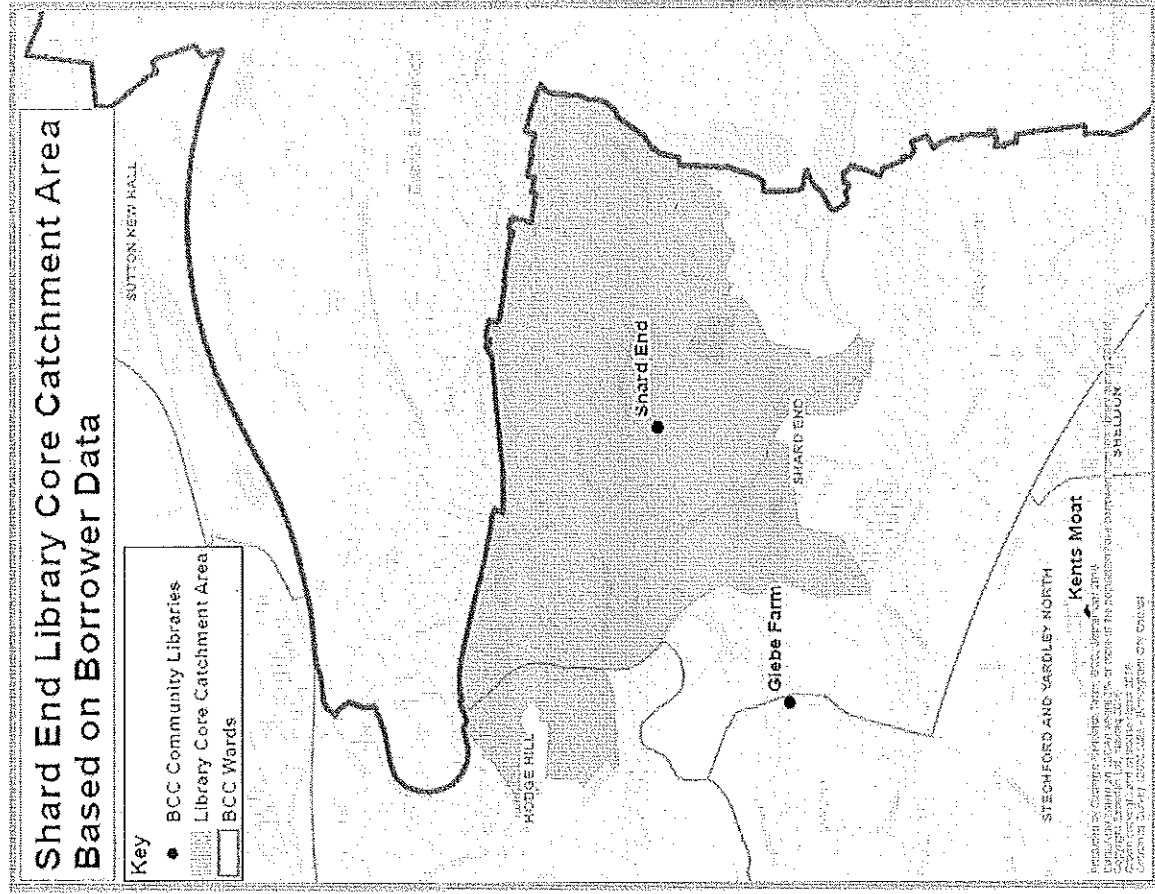 Shard End Library Core Catchment Area
Based on Borrower Data
Key
BCC Community Libraries
Library Core Catchment Area
BCC Wards
SUTTON NEW HALL
HODGE HILL
Shard End
SHARD END
Glebe Farm
STECHFORD AND YARDLEY NORTH
Kents Moat
SHELDON